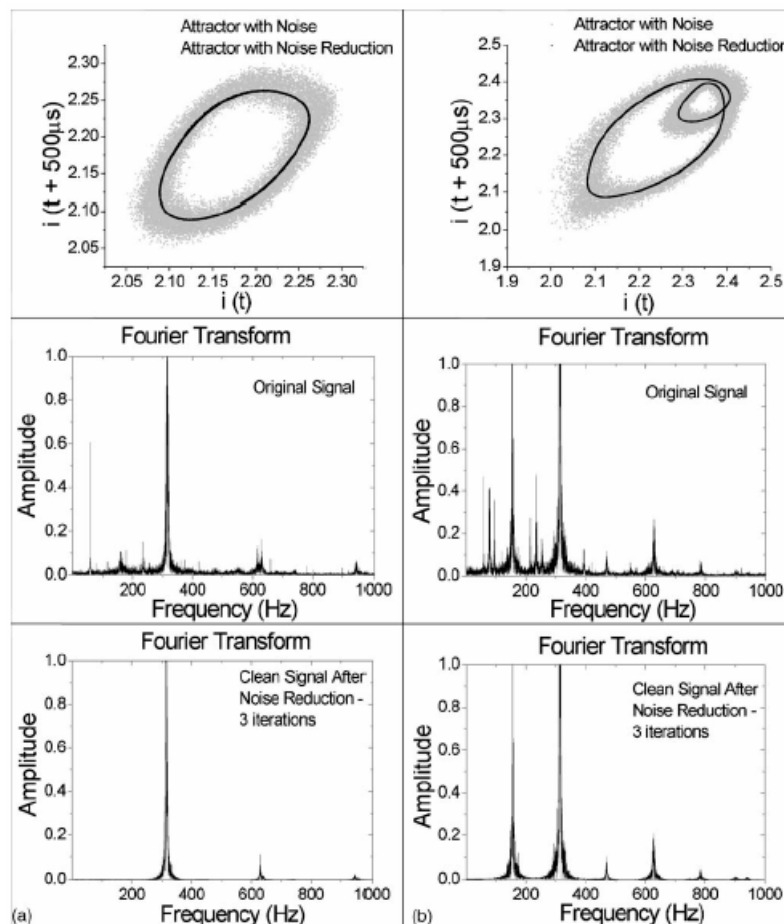 Attractor with Noise
Attractor with Noise Reduction
2.30
2.25
2.20
2.15
2.10
2.05
i (t + 500µs)
2.05 2.10 2.15 2.20 2.25 2.30
i (t)
Attractor with Noise
Attractor with Noise Reduction
2.5
2.4
2.3
2.2
2.1
2.0
1.9
i (t + 500µs)
1.9 2.0 2.1 2.2 2.3 2.4 2.5
i(t)
Fourier Transform
Original Signal
1.0
0.8
0.6
0.4
0.2
0.0
Amplitude
200 400 600 800 1000
Frequency (Hz)
Fourier Transform
Original Signal
1.0
0.8
0.6
0.4
0.2
0.0
Amplitude
200 400 600 800 1000
Frequency (Hz)
Fourier Transform
Clean Signal After
Noise Reduction -
3 iterations
1.0
0.8
0.6
0.4
0.2
0.0
Amplitude
200 400 600 800 1000
Frequency (Hz)
(a)
Fourier Transform
Clean Signal After
Noise Reduction -
3 iterations
1.0
0.8
0.6
0.4
0.2
0.0
Amplitude
200 400 600 800 1000
Frequency (Hz)
(b)